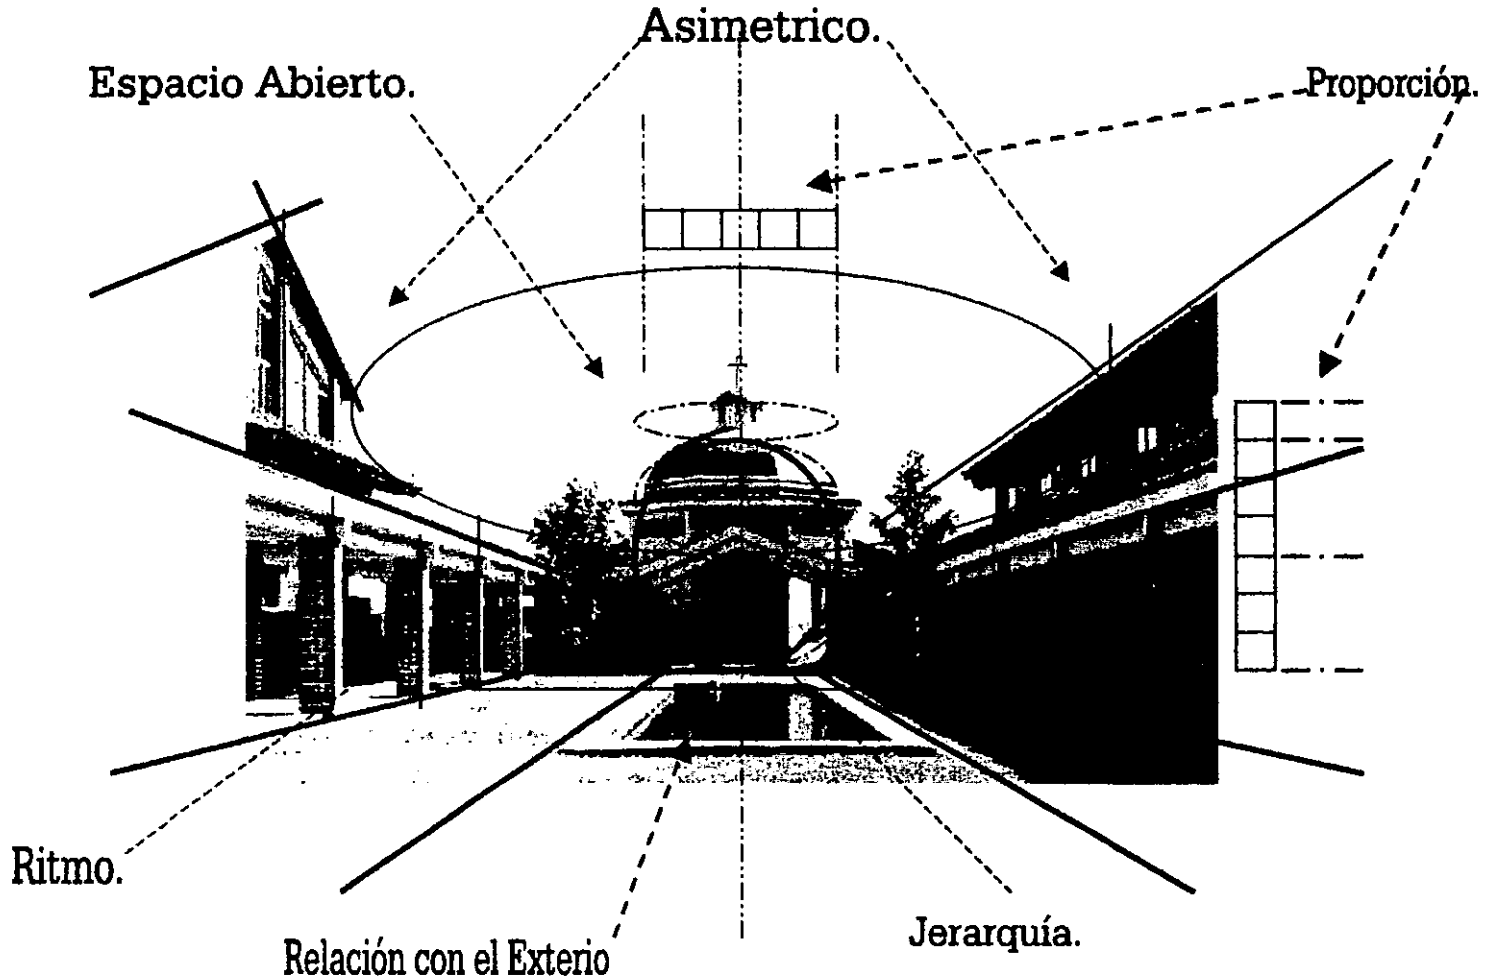 Asimetrico.
Espacio Abierto.
Proporción.
Ritmo.
Jerarquía.
Relación con el Exterio